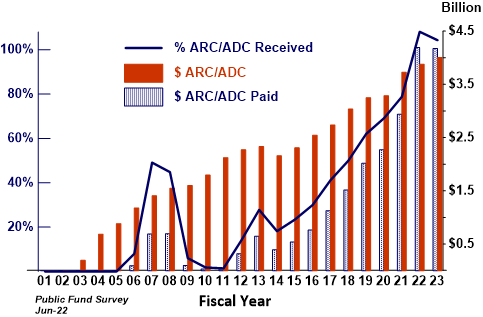 Billion
100%
80%
60%
40%
20%
% ARC/ADC Received
$ ARC/ADC
$ ARC/ADC Paid
$4.5
$3.5
$2.5
$1.5
$0.5
01 02 03 04 05 06 07 08 09 10 11 12 13 14 15 16 17 18 19 20 21 22 23
Public Fund Survey
Jun-22
Fiscal Year